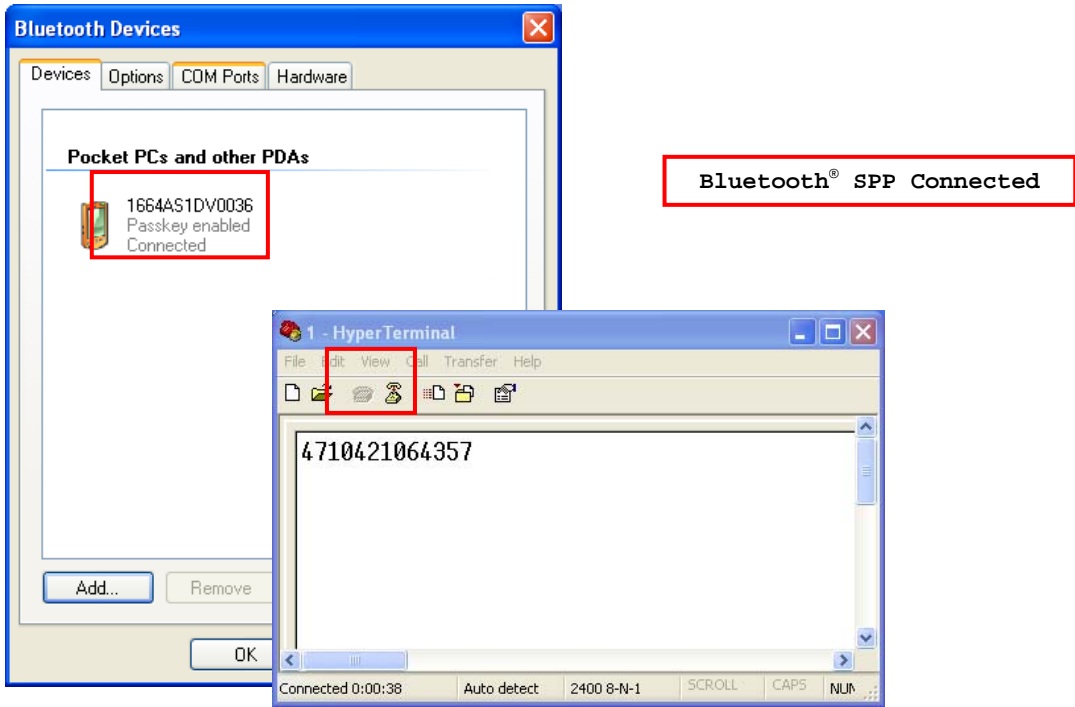 Bluetooth Devices
Devices Options COM Ports Hardware
Pocket PCs and other PDAs
1664AS1DV0036
Passkey enabled
Connected
Bluetooth® SPP Connected
1 - HyperTerminal
File Edit View Call Transfer Help
4710421064357
Add... Remove
OK
Connected 0:00:38 Auto detect 2400 8-N-1 SCROLL CAPS NUM